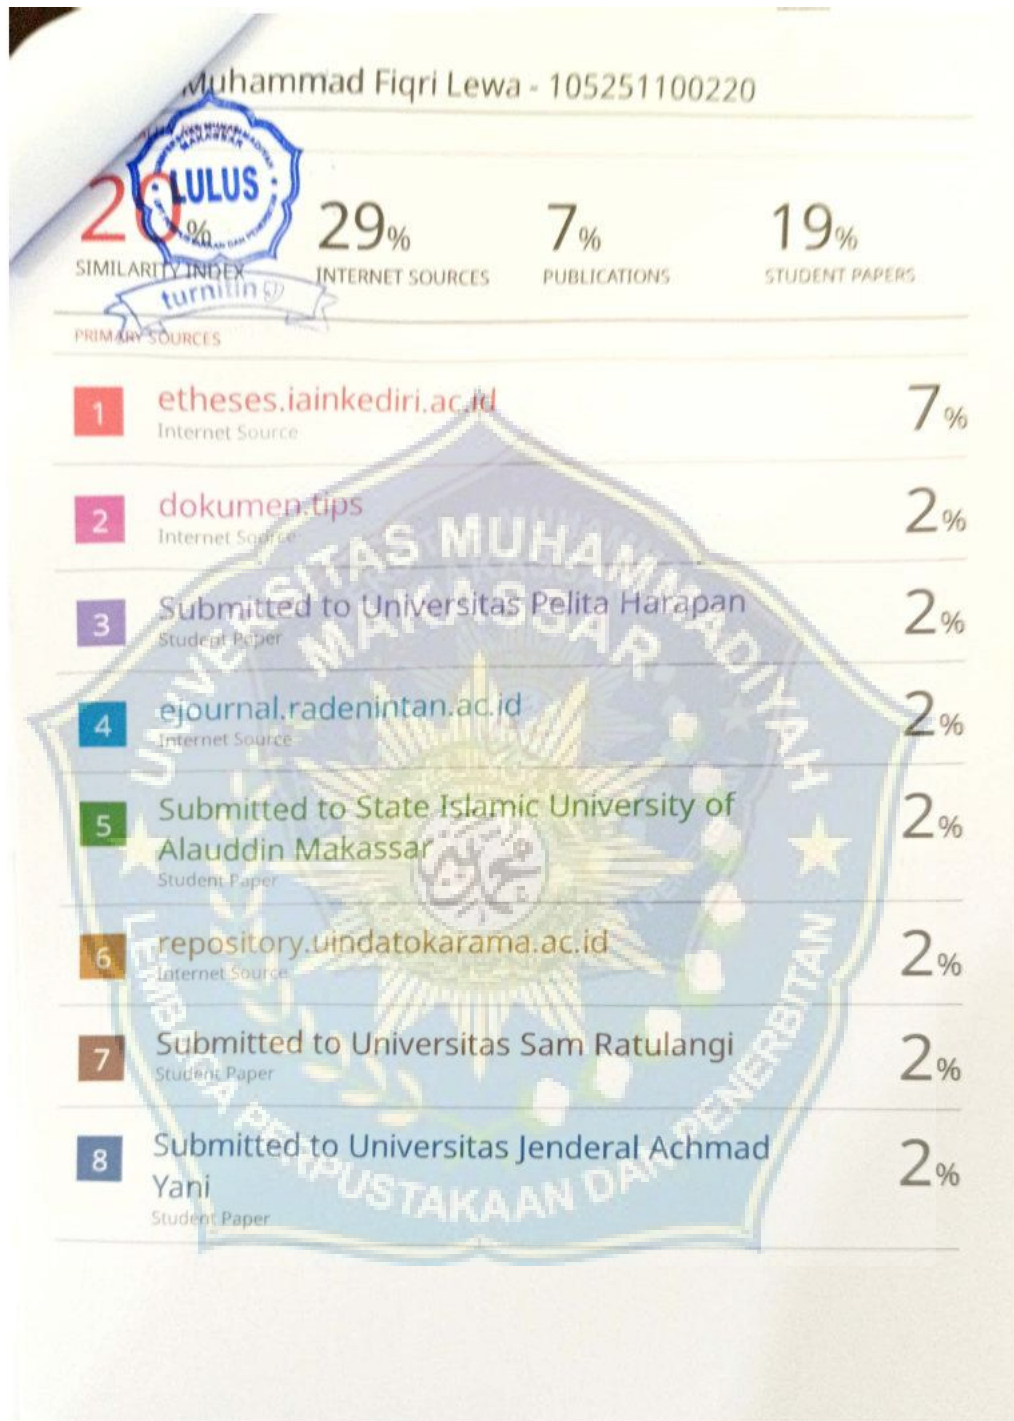 Muhammad Fiqri Lewa - 105251100220
LULUS
MAKASSAR
%
29%
7%
19%
SIMILARITY INDEX
INTERNET SOURCES
PUBLICATIONS
STUDENT PAPERS
turnitin
PRIMARY SOURCES
1
etheses.iainkediri.ac.id
7%
Internet Source
2
dokumen.tips
2%
Internet Source
3
Submitted to Universitas Pelita Harapan
2%
Student Paper
4
ejournal.radenintan.ac.id
2%
Internet Source
5
Submitted to State Islamic University of
Alauddin Makassar
2%
Student Paper
6
repository.uindatokarama.ac.id
2%
Internet Source
7
Submitted to Universitas Sam Ratulangi
2%
Student Paper
8
Submitted to Universitas Jenderal Achmad
Yani
2%
Student Paper
UNIVERSITAS MUHAMMADIYAH
MAKASSAR
LEMBAGA PERPUSTAKAAN DAN PENERBITAN